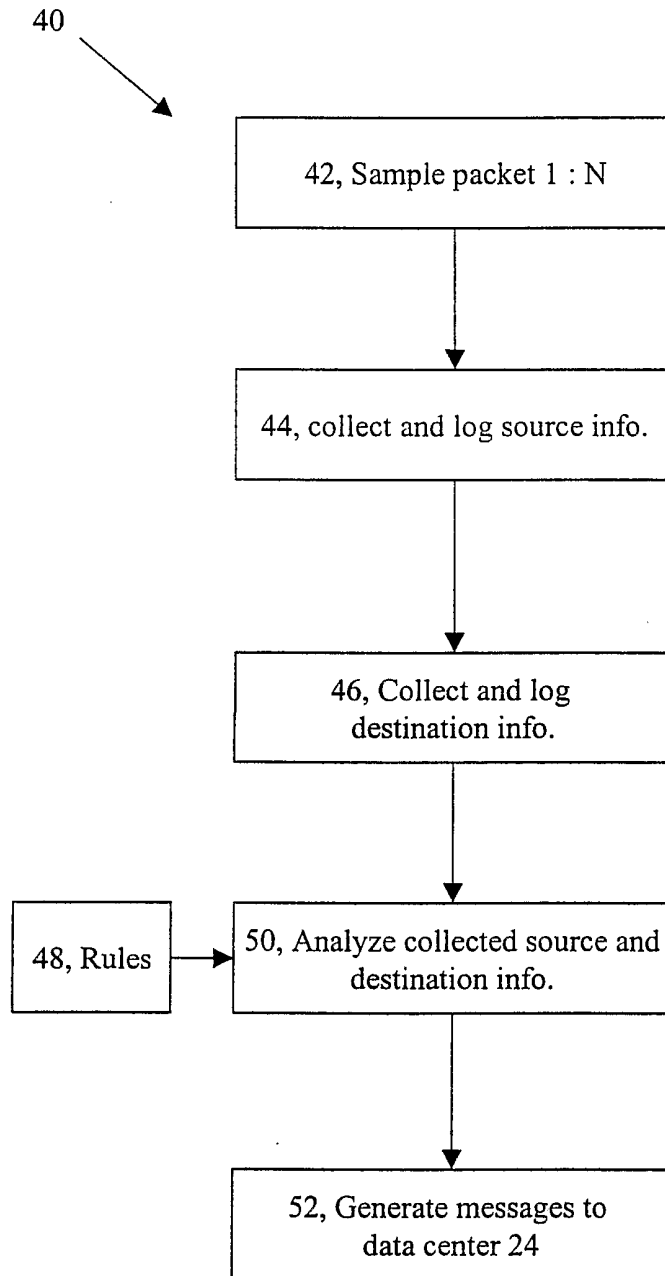 40
42, Sample packet 1 : N
44, collect and log source info.
46, Collect and log
destination info.
48, Rules
50, Analyze collected source and
destination info.
52, Generate messages to
data center 24